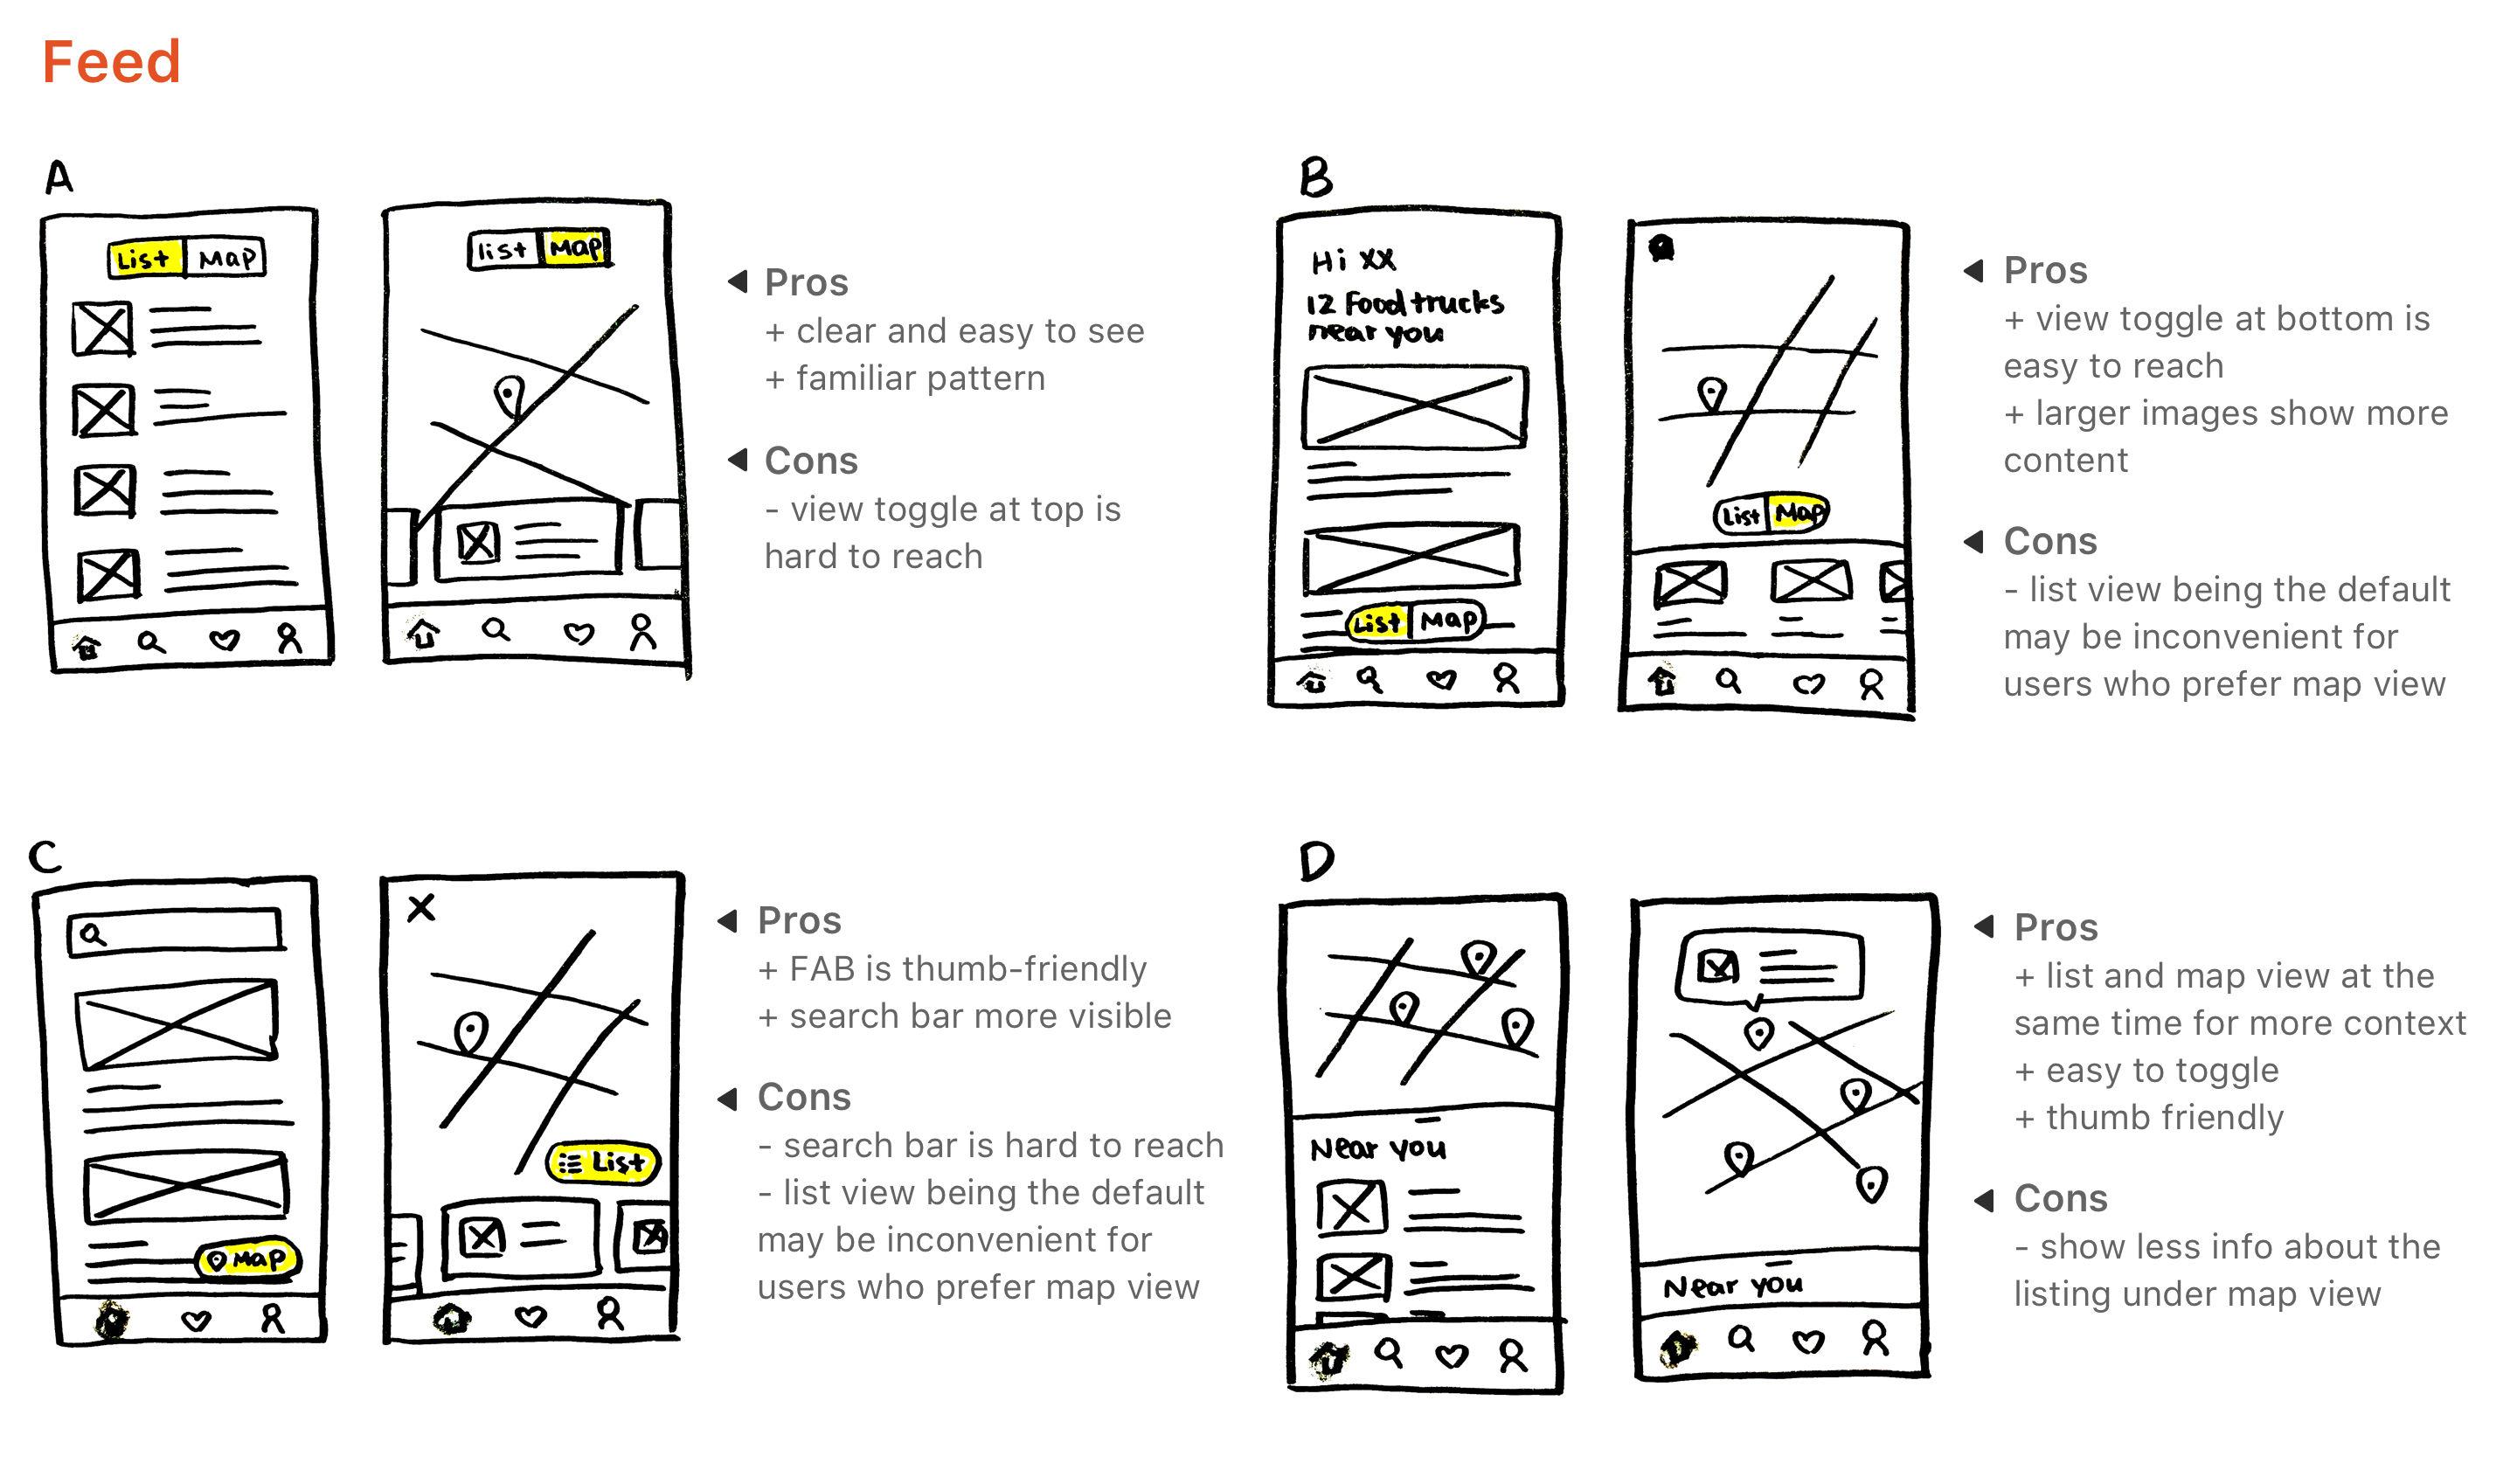 Feed
A
List Map
list Map
◀ Pros
+ clear and easy to see
+ familiar pattern
◀ Cons
- view toggle at top is
hard to reach
B
Hi xx
12 Food trucks
near you
List Map
List Map
◀ Pros
+ view toggle at bottom is
easy to reach
+ larger images show more
content
◀ Cons
- list view being the default
may be inconvenient for
users who prefer map view
C
Map
X
List
◀ Pros
+ FAB is thumb-friendly
+ search bar more visible
◀ Cons
- search bar is hard to reach
- list view being the default
may be inconvenient for
users who prefer map view
D
Near you
Near you
◀ Pros
+ list and map view at the
same time for more context
+ easy to toggle
+ thumb friendly
◀ Cons
- show less info about the
listing under map view